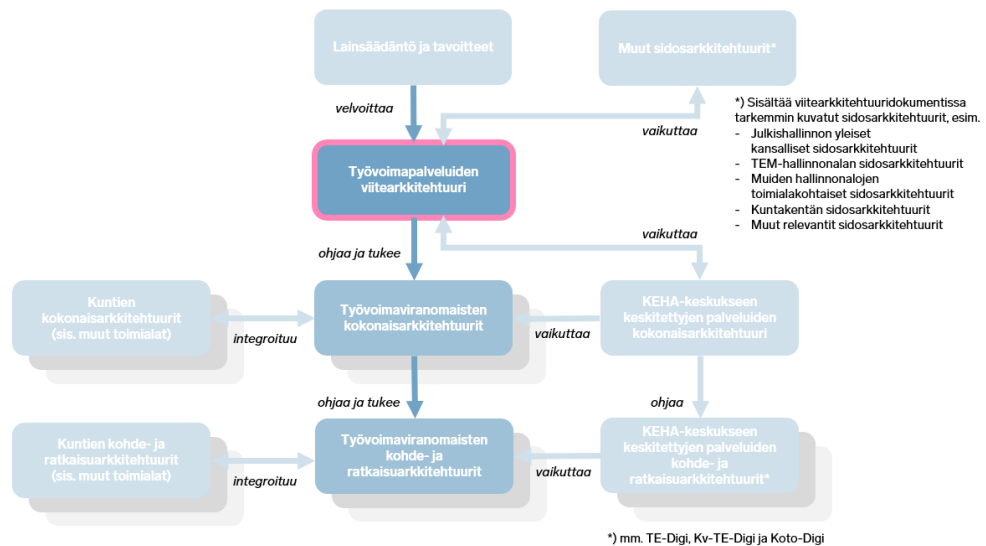 Lainsäädäntö ja tavoitteet
Muut sidosarkkitehtuurit*
velvoittaa
vaikuttaa
*) Sisältää viitearkkitehtuuridokumentissa
tarkemmin kuvatut sidosarkkitehtuurit, esim.
- Julkishallinnon yleiset
kansalliset sidosarkkitehtuurit
- TEM-hallinnonalan sidosarkkitehtuurit
- Muiden hallinnonalojen
toimialakohtaiset sidosarkkitehtuurit
- Kuntakentän sidosarkkitehtuurit
- Muut relevantit sidosarkkitehtuurit
Työvoimapalveluiden
viitearkkitehtuuri
ohjaa ja tukee
vaikuttaa
Kuntien
kokonaisarkkitehtuurit
(sis. muut toimialat)
integroituu
Työvoimaviranomaisten
kokonaisarkkitehtuurit
vaikuttaa
KEHA-keskukseen
keskitettyjen palveluiden
kokonaisarkkitehtuuri
ohjaa ja tukee
ohjaa
Kuntien kohde- ja
ratkaisuarkkitehtuurit
(sis. muut toimialat)
integroituu
Työvoimaviranomaisten
kohde- ja
ratkaisuarkkitehtuurit
vaikuttaa
KEHA-keskukseen
keskitettyjen palveluiden
kohde- ja
ratkaisuarkkitehtuurit*
*) mm. TE-Digi, Kv-TE-Digi ja Koto-Digi